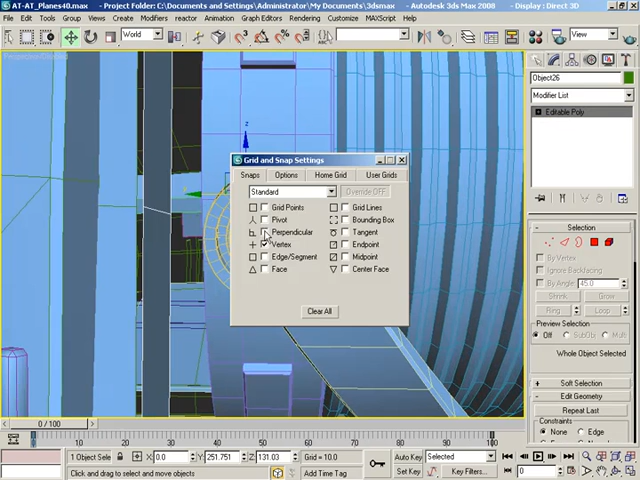 AT-AT_Planes40.max - Project Folder: C:\Documents and Settings\Administrator\My Documents\3dsmax - Autodesk 3ds Max 2008 - Display : Direct 3D
File Edit Tools Group Views Create Modifiers reactor Animation Graph Editors Rendering Customize MAXScript Help
World View
Perspective
Object26
Modifier List
Editable Poly
z
Grid and Snap Settings
Snaps Options Home Grid User Grids
Standard Override OFF
Grid Points Grid Lines
Pivot Bounding Box
Perpendicular Tangent
Vertex Endpoint
Edge/Segment Midpoint
Face Center Face
Clear All
- Selection
By Vertex
Ignore Backfacing
By Angle: 45.0
Shrink Grow
Ring Loop
Preview Selection
Off SubObj Multi
Whole Object Selected
+ Soft Selection
- Edit Geometry
Repeat Last
Constraints
None Edge
0 / 100
0 10 20 30 40 50 60 70 80 90 100
1 Object Sele X: 0.0 Y: 251.751 Z: 131.03 Grid = 10.0
Auto Key Selected
Click and drag to select and move objects Add Time Tag
Set Key Key Filters... 0